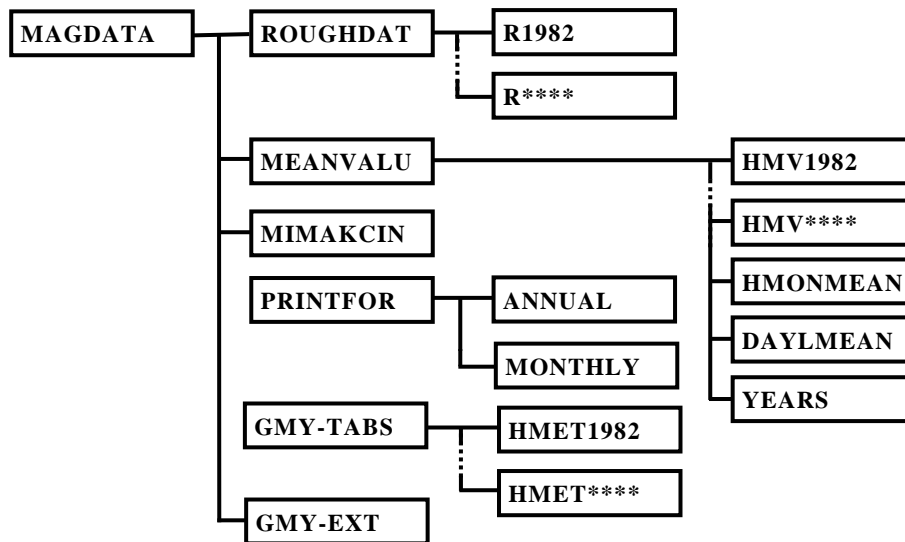 MAGDATA
ROUGHDAT
R1982
R****
MEANVALU
HMV1982
HMV****
MIMAKCIN
HMONMEAN
PRINTFOR
ANNUAL
DAYLMEAN
MONTHLY
YEARS
GMY-TABS
HMET1982
HMET****
GMY-EXT